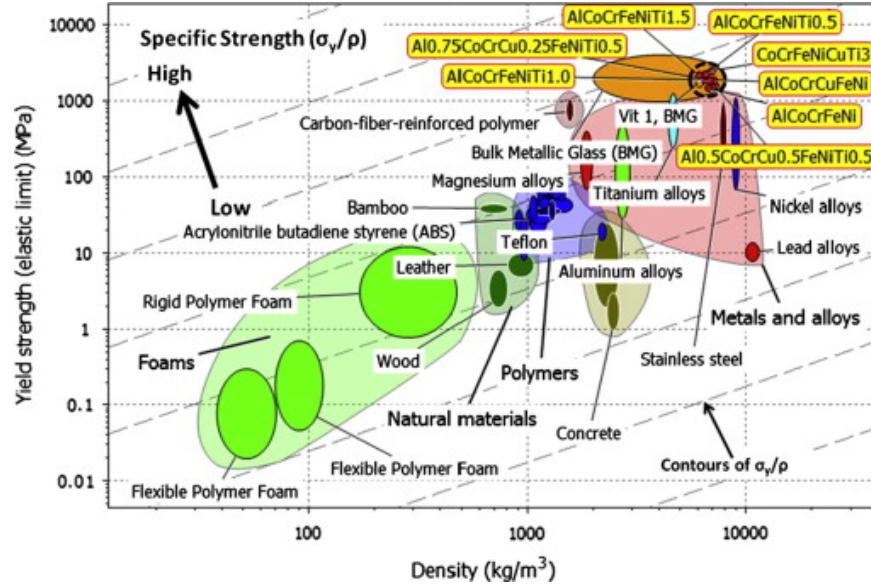 10000
1000
100
10
1
0.1
0.01
Yield strength (elastic limit) (MPa)
Specific Strength (σy/ρ)
High
Low
AlCoCrFeNiTi1.5
AlCoCrFeNiTi0.5
Al0.75CoCrCu0.25FeNiTi0.5
CoCrFeNiCuTi3
AlCoCrFeNiTi1.0
AlCoCrCuFeNi
AlCoCrFeNi
Al0.5CoCrCu0.5FeNiTi0.5
Carbon-fiber-reinforced polymer
Vit 1, BMG
Bulk Metallic Glass (BMG)
Magnesium alloys
Titanium alloys
Bamboo
Nickel alloys
Acrylonitrile butadiene styrene (ABS)
Teflon
Lead alloys
Leather
Aluminum alloys
Rigid Polymer Foam
Metals and alloys
Foams
Wood
Polymers
Stainless steel
Natural materials
Concrete
Flexible Polymer Foam
Contours of σy/ρ
Flexible Polymer Foam
100
1000
10000
Density (kg/m³)